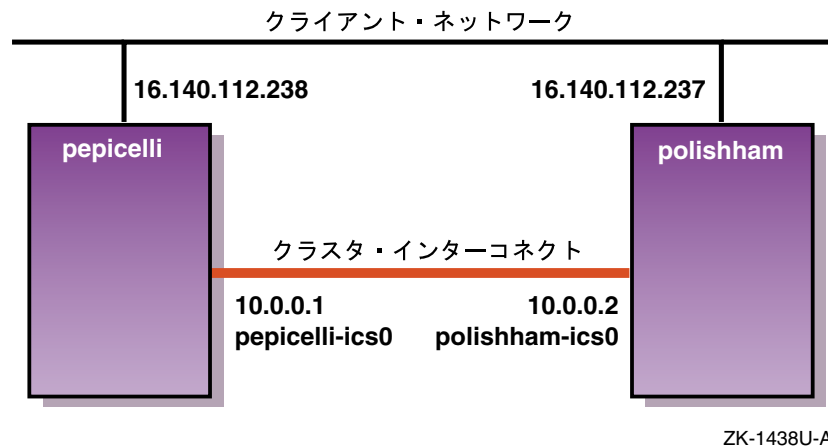 クライアント・ネットワーク
16.140.112.238
16.140.112.237
pepicelli
polishham
クラスタ・インターコネクト
10.0.0.1
10.0.0.2
pepicelli-ics0
polishham-ics0
ZK-1438U-A